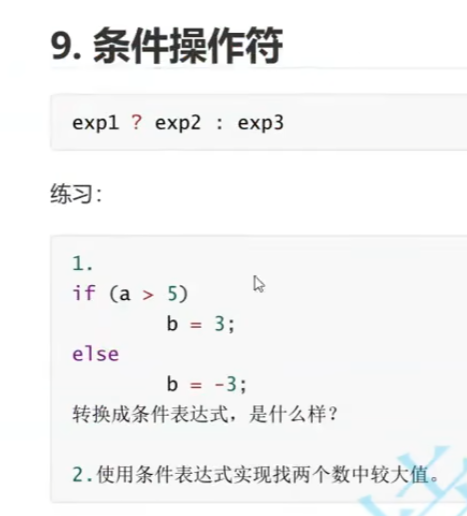 9. 条件操作符
exp1 ? exp2 : exp3
练习：
1.
if (a > 5)
        b = 3;
else
        b = -3;
转换成条件表达式，是什么样？
2.使用条件表达式实现找两个数中较大值。